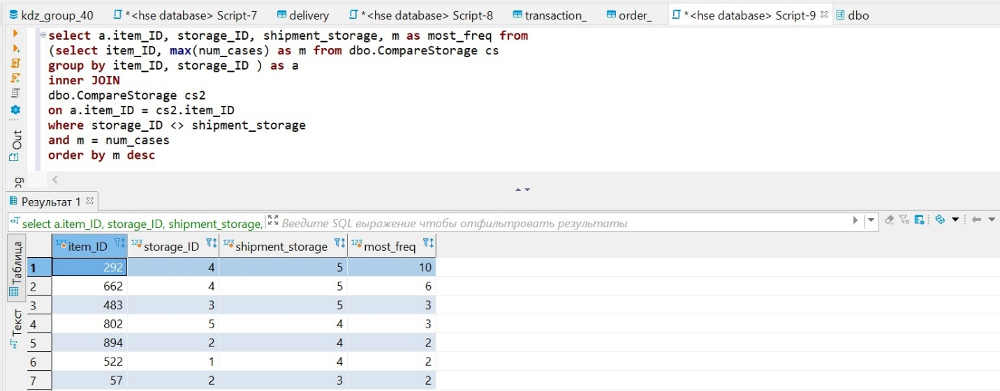 kdz_group_40 *<hse database> Script-7 delivery *<hse database> Script-8 transaction_ order_ *<hse database> Script-9 dbo
select a.item_ID, storage_ID, shipment_storage, m as most_freq from
(select item_ID, max(num_cases) as m from dbo.CompareStorage cs
group by item_ID, storage_ID ) as a
inner JOIN
dbo.CompareStorage cs2
on a.item_ID = cs2.item_ID
where storage_ID <> shipment_storage
and m = num_cases
order by m desc
Out
Результат 1
select a.item_ID, storage_ID, shipment_storage, Введите SQL выражение чтобы отфильтровать результаты
Таблица
Текст
123 item_ID 123 storage_ID 123 shipment_storage 123 most_freq
1 292 4 5 10
2 662 4 5 6
3 483 3 5 3
4 802 5 4 3
5 894 2 4 2
6 522 1 4 2
7 57 2 3 2